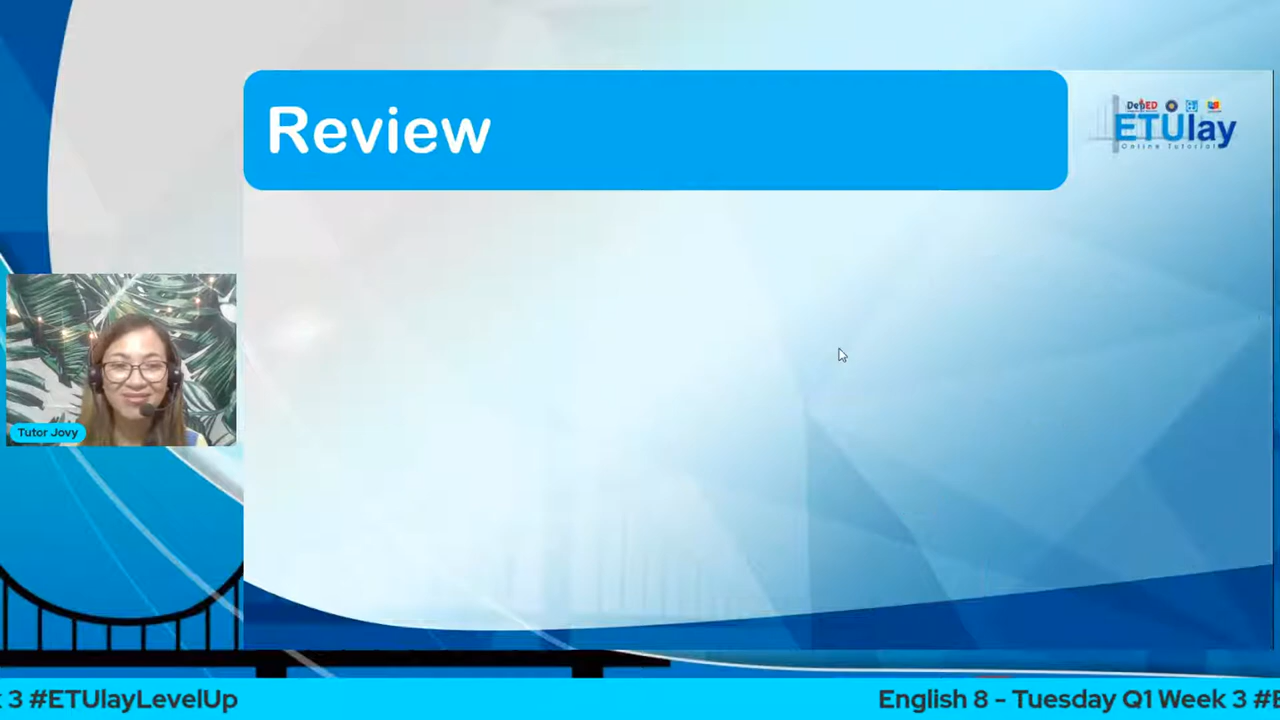 Review
DepED
ETUlay
Online Tutorial
Tutor Jovy
k 3 #ETUlayLevelUp
English 8 - Tuesday Q1 Week 3 #E